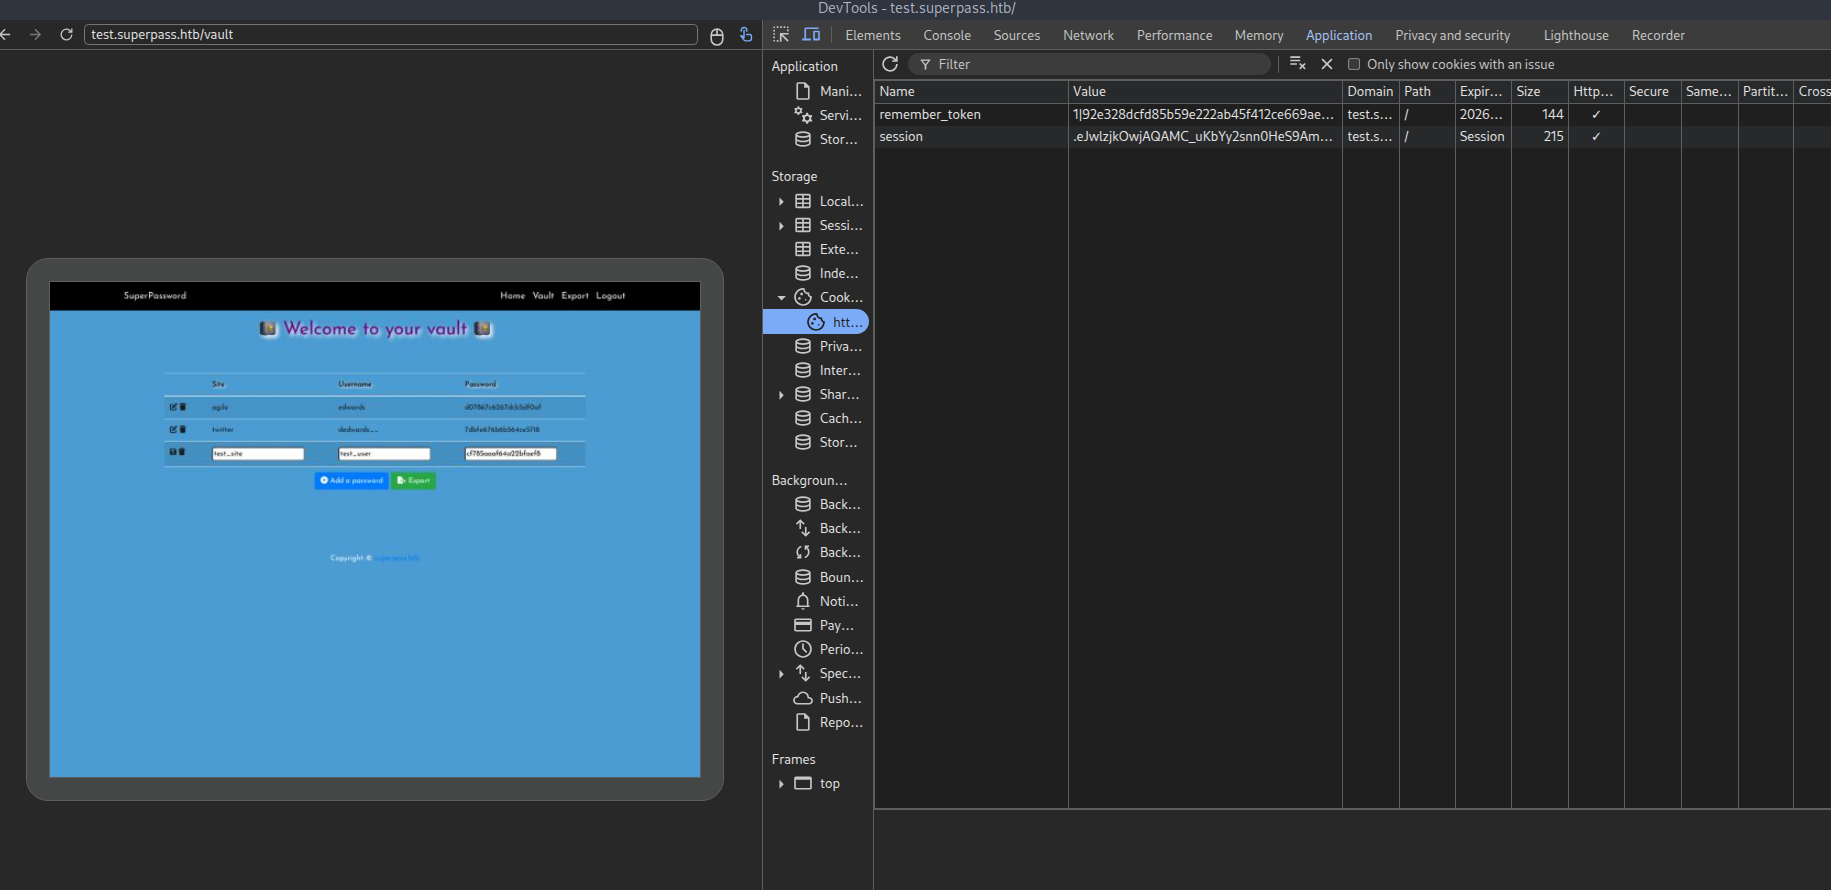 DevTools - test.superpass.htb/
test.superpass.htb/vault
Elements Console Sources Network Performance Memory Application Privacy and security Lighthouse Recorder
Application
Mani...
Servi...
Stor...
Storage
Local...
Sessi...
Exte...
Inde...
Cook...
htt...
Priva...
Inter...
Shar...
Cach...
Stor...
Backgroun...
Back...
Back...
Back...
Boun...
Noti...
Pay...
Perio...
Spec...
Push...
Repo...
Frames
top
Filter
Only show cookies with an issue
Name Value Domain Path Expir... Size Http... Secure Same... Partit... Cross
remember_token 1|92e328dcfd85b59e222ab45f412ce669ae... test.s... / 2026... 144 ✓
session .eJwlzjkOwjAQAMC_uKbYy2snn0HeS9Am... test.s... / Session 215 ✓
SuperPassword Home Vault Export Logout
Welcome to your vault
Site Username Password
agile edwards
twitter dedwards__
test_site test_user
Add a password Export
Copyright © superpass.htb